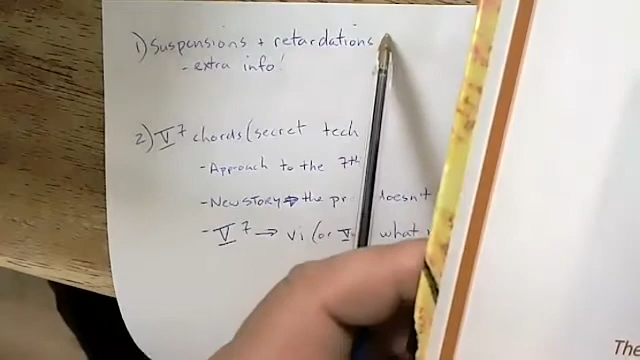 1) Suspensions + retardations
- extra info!
2) V7 chords (secret tech
- Approach to the 7th
- New story → the pr doesn't
- V7 → vi (or V what
The